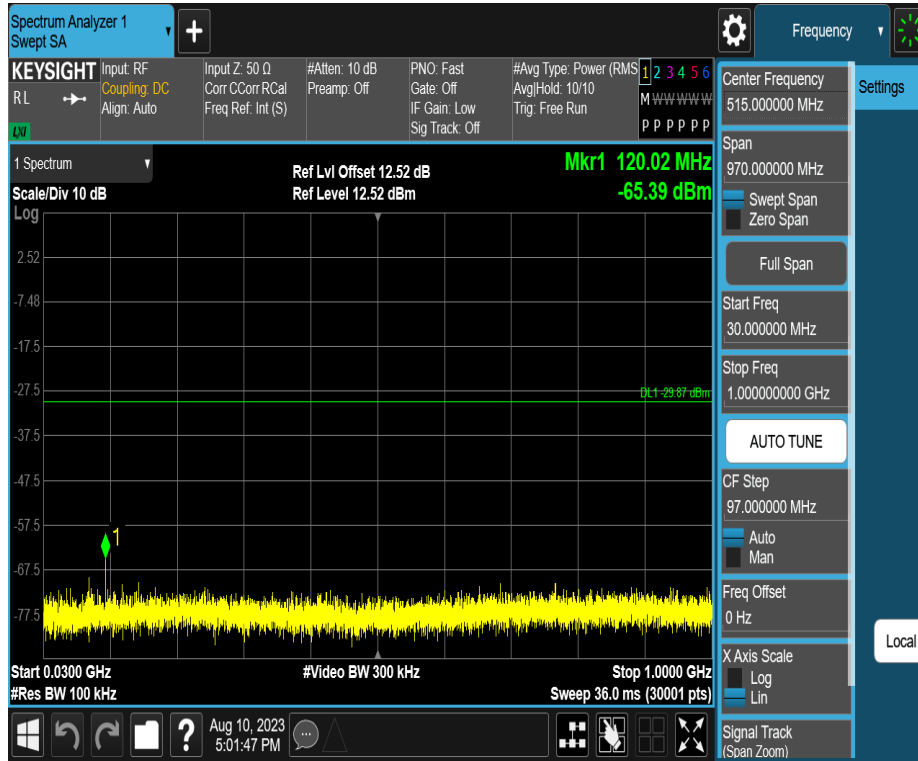 Spectrum Analyzer 1
Swept SA
+
Frequency
KEYSIGHT
RL
LXI
Input: RF
Coupling: DC
Align: Auto
Input Z: 50 Ω
Corr CCorr RCal
Freq Ref: Int (S)
#Atten: 10 dB
Preamp: Off
PNO: Fast
Gate: Off
IF Gain: Low
Sig Track: Off
#Avg Type: Power (RMS
Avg|Hold: 10/10
Trig: Free Run
1 2 3 4 5 6
M W W W W W
P P P P P P
1 Spectrum
Scale/Div 10 dB
Log
Ref Lvl Offset 12.52 dB
Ref Level 12.52 dBm
Mkr1 120.02 MHz
-65.39 dBm
2.52
-7.48
-17.5
-27.5
DL1 -29.87 dBm
-37.5
-47.5
-57.5
1
-67.5
-77.5
Start 0.0300 GHz
#Video BW 300 kHz
Stop 1.0000 GHz
#Res BW 100 kHz
Sweep 36.0 ms (30001 pts)
?
Aug 10, 2023
5:01:47 PM
Center Frequency
515.000000 MHz
Settings
Span
970.000000 MHz
Swept Span
Zero Span
Full Span
Start Freq
30.000000 MHz
Stop Freq
1.000000000 GHz
AUTO TUNE
CF Step
97.000000 MHz
Auto
Man
Freq Offset
0 Hz
Local
X Axis Scale
Log
Lin
Signal Track
(Span Zoom)